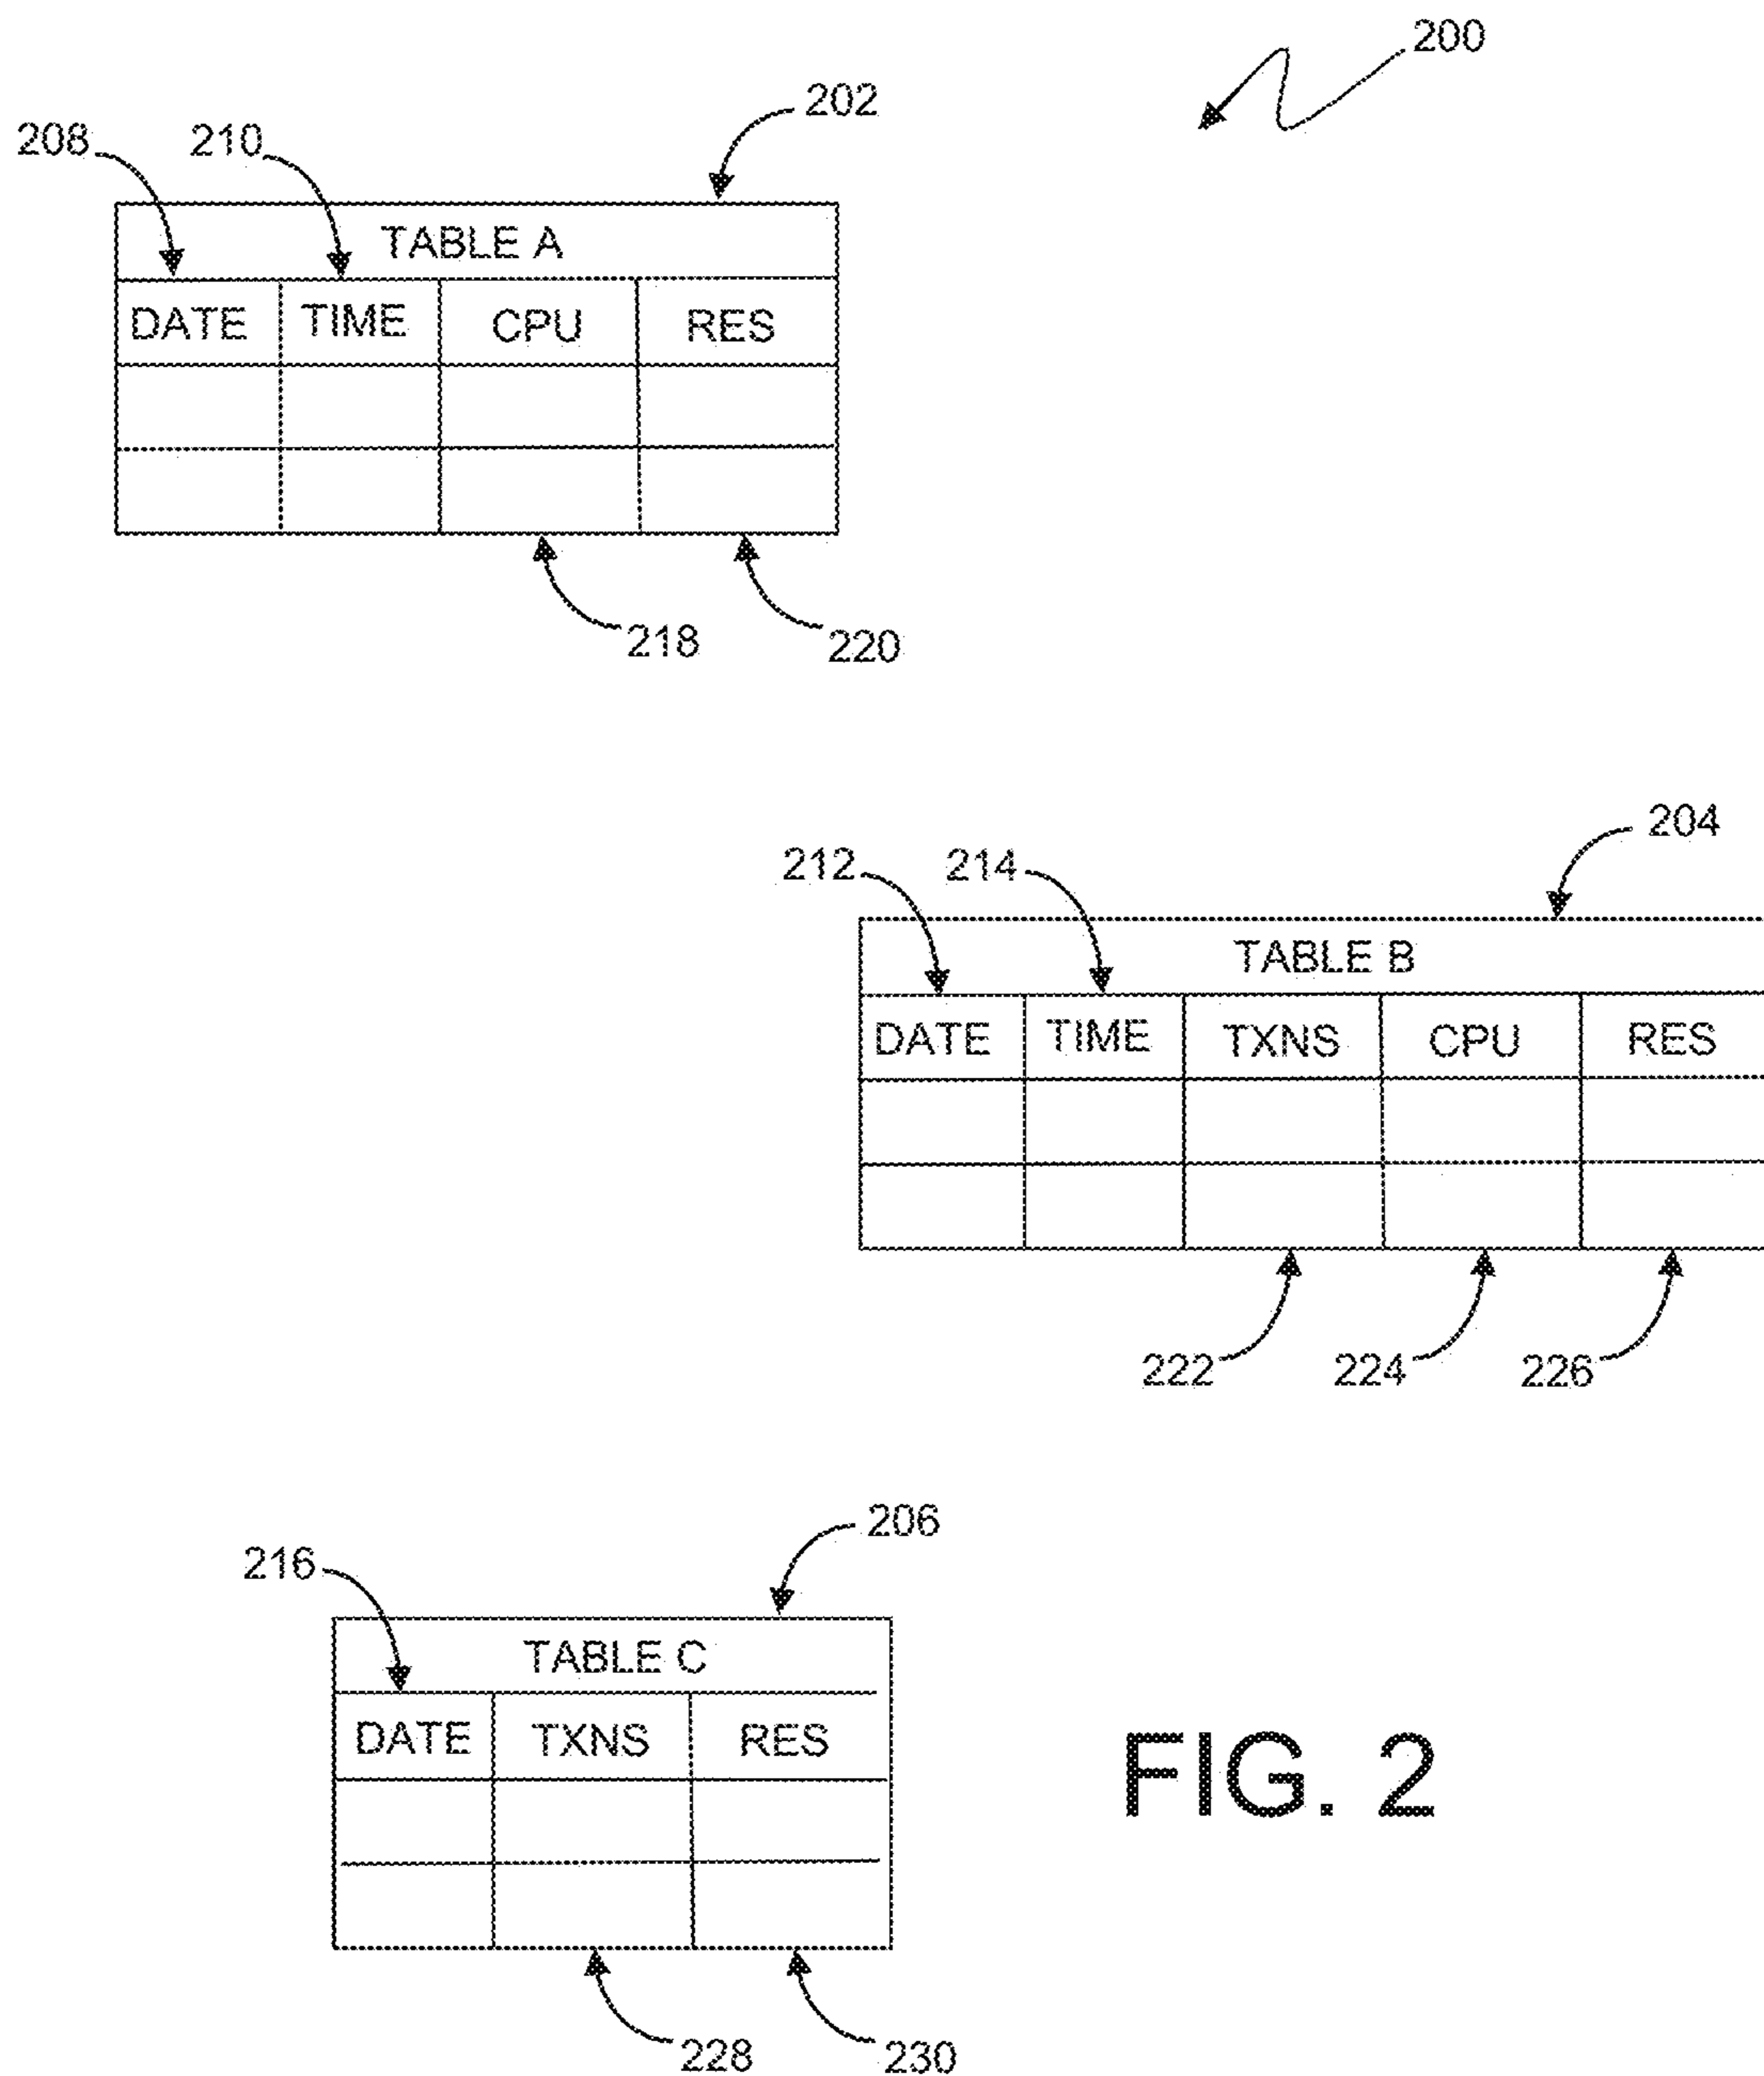 200
202
208 210
TABLE A
DATE TIME CPU RES
218 220
204
212 214
TABLE B
DATE TIME TXNS CPU RES
222 224 226
206
216
TABLE C
DATE TXNS RES
228 230
FIG. 2